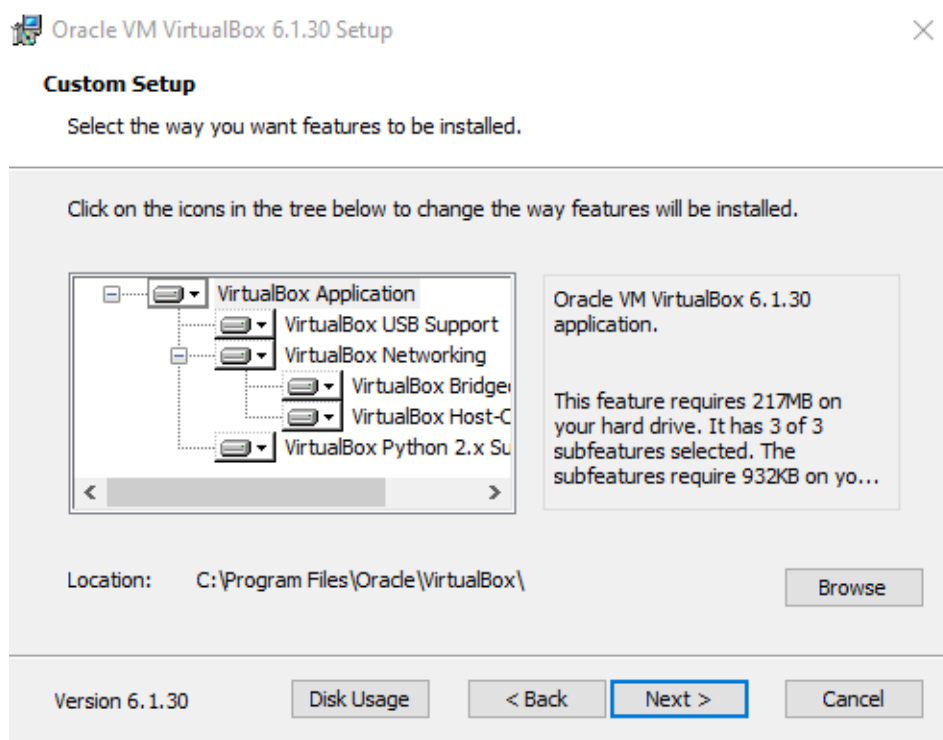 Oracle VM VirtualBox 6.1.30 Setup
Custom Setup
Select the way you want features to be installed.
Click on the icons in the tree below to change the way features will be installed.
VirtualBox Application
VirtualBox USB Support
VirtualBox Networking
VirtualBox Bridge
VirtualBox Host-C
VirtualBox Python 2.x Su
Oracle VM VirtualBox 6.1.30
application.
This feature requires 217MB on
your hard drive. It has 3 of 3
subfeatures selected. The
subfeatures require 932KB on yo...
Location: C:\Program Files\Oracle\VirtualBox\
Browse
Version 6.1.30
Disk Usage
< Back
Next >
Cancel